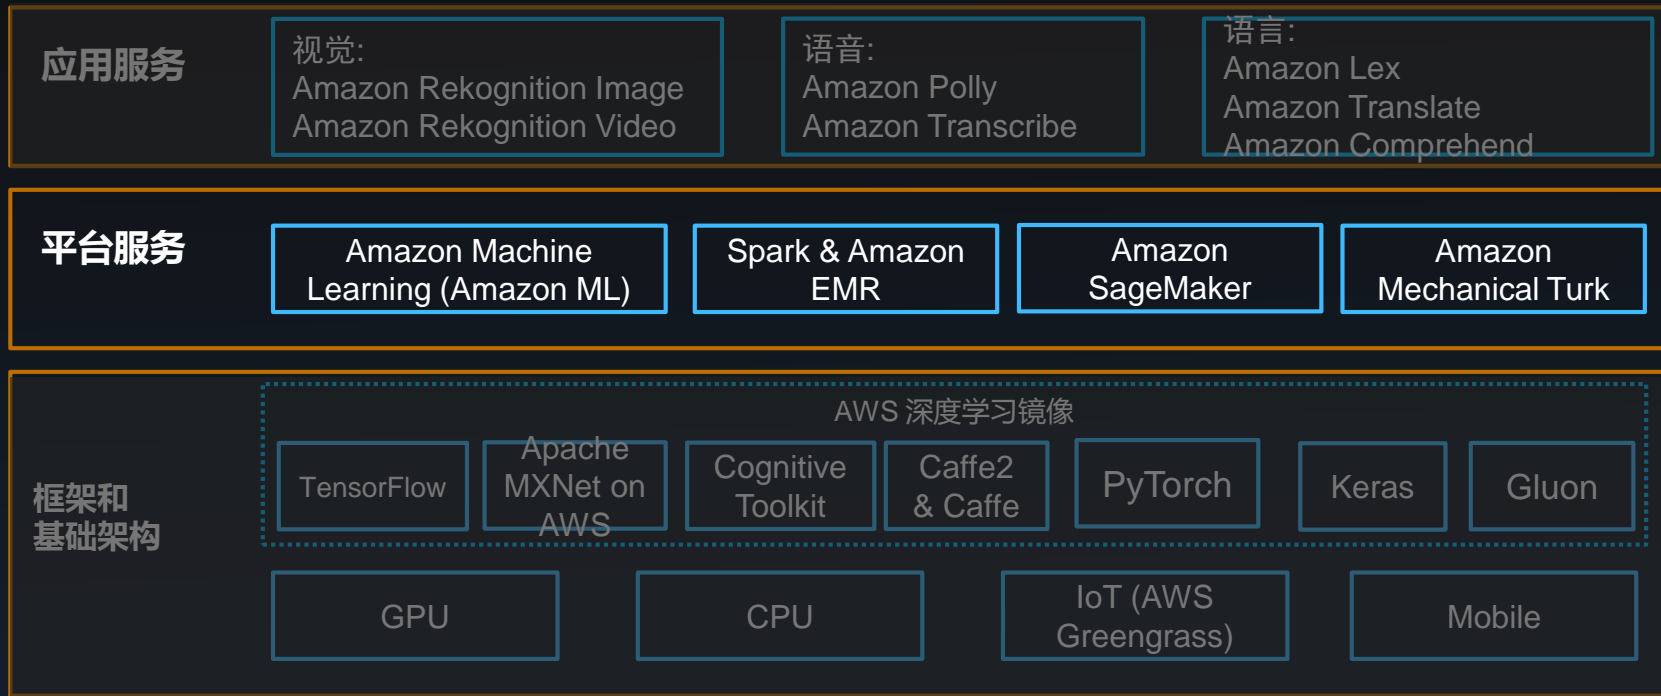 应用服务
视觉:
Amazon Rekognition Image
Amazon Rekognition Video
语音:
Amazon Polly
Amazon Transcribe
语言:
Amazon Lex
Amazon Translate
Amazon Comprehend
平台服务
Amazon Machine
Learning (Amazon ML)
Spark & Amazon
EMR
Amazon
SageMaker
Amazon
Mechanical Turk
框架和
基础架构
AWS 深度学习镜像
TensorFlow
Apache
MXNet on
AWS
Cognitive
Toolkit
Caffe2
& Caffe
PyTorch
Keras
Gluon
GPU
CPU
IoT (AWS
Greengrass)
Mobile